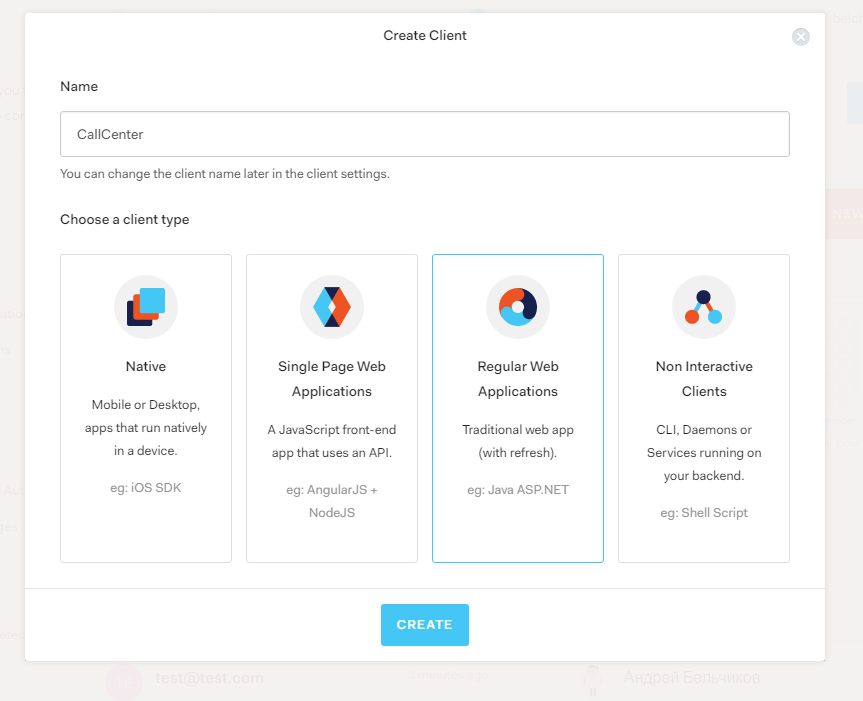 Create Client
Name
CallCenter
You can change the client name later in the client settings.
Choose a client type
Native
Mobile or Desktop,
apps that run natively
in a device.
eg: iOS SDK
Single Page Web
Applications
A JavaScript front-end
app that uses an API.
eg: AngularJS +
NodeJS
Regular Web
Applications
Traditional web app
(with refresh).
eg: Java ASP.NET
Non Interactive
Clients
CLI, Daemons or
Services running on
your backend.
eg: Shell Script
CREATE
test@test.com
Андрей Бельчиков